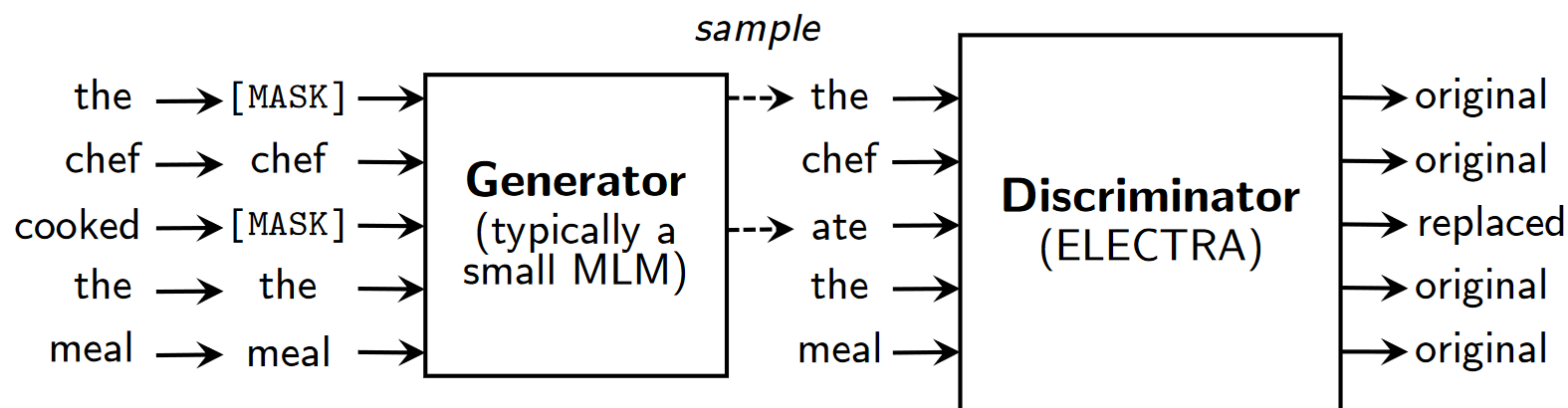 sample
the [MASK] the original
chef chef chef original
cooked [MASK] ate replaced
the the the original
meal meal meal original
Generator
(typically a
small MLM)
Discriminator
(ELECTRA)